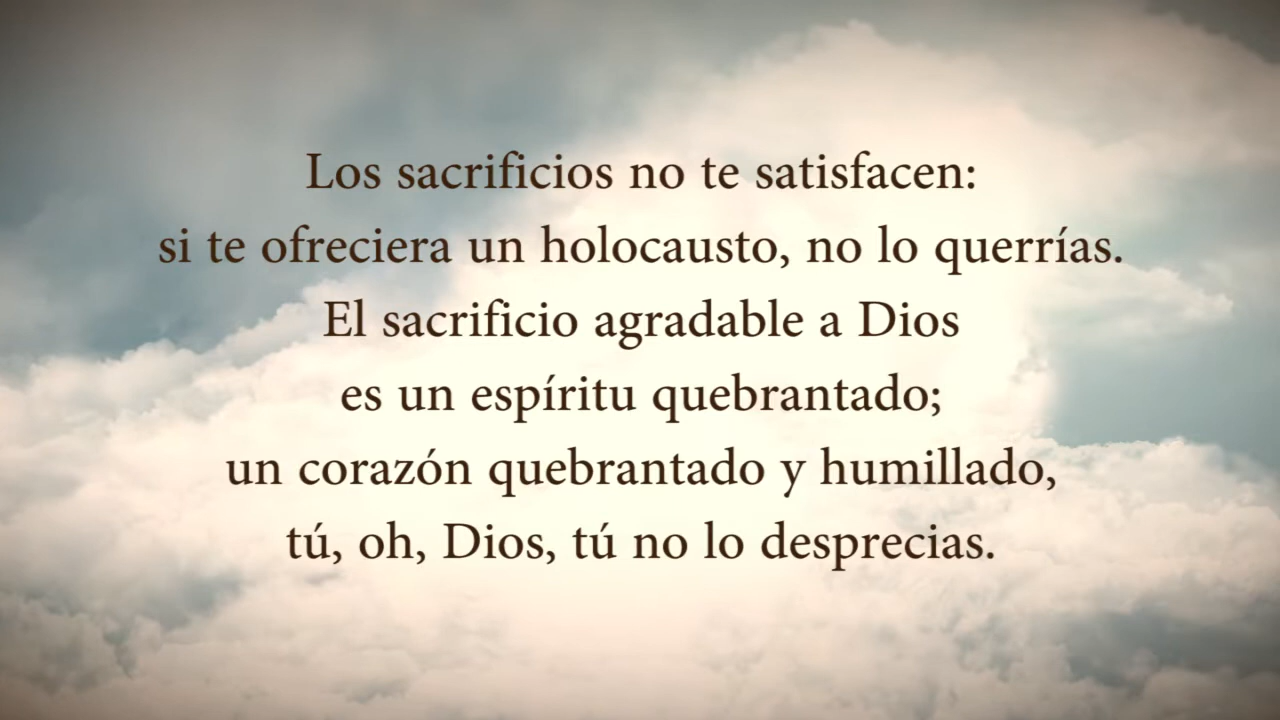 Los sacrificios no te satisfacen:
si te ofreciera un holocausto, no lo querrías.
El sacrificio agradable a Dios
es un espíritu quebrantado;
un corazón quebrantado y humillado,
tú, oh, Dios, tú no lo desprecias.